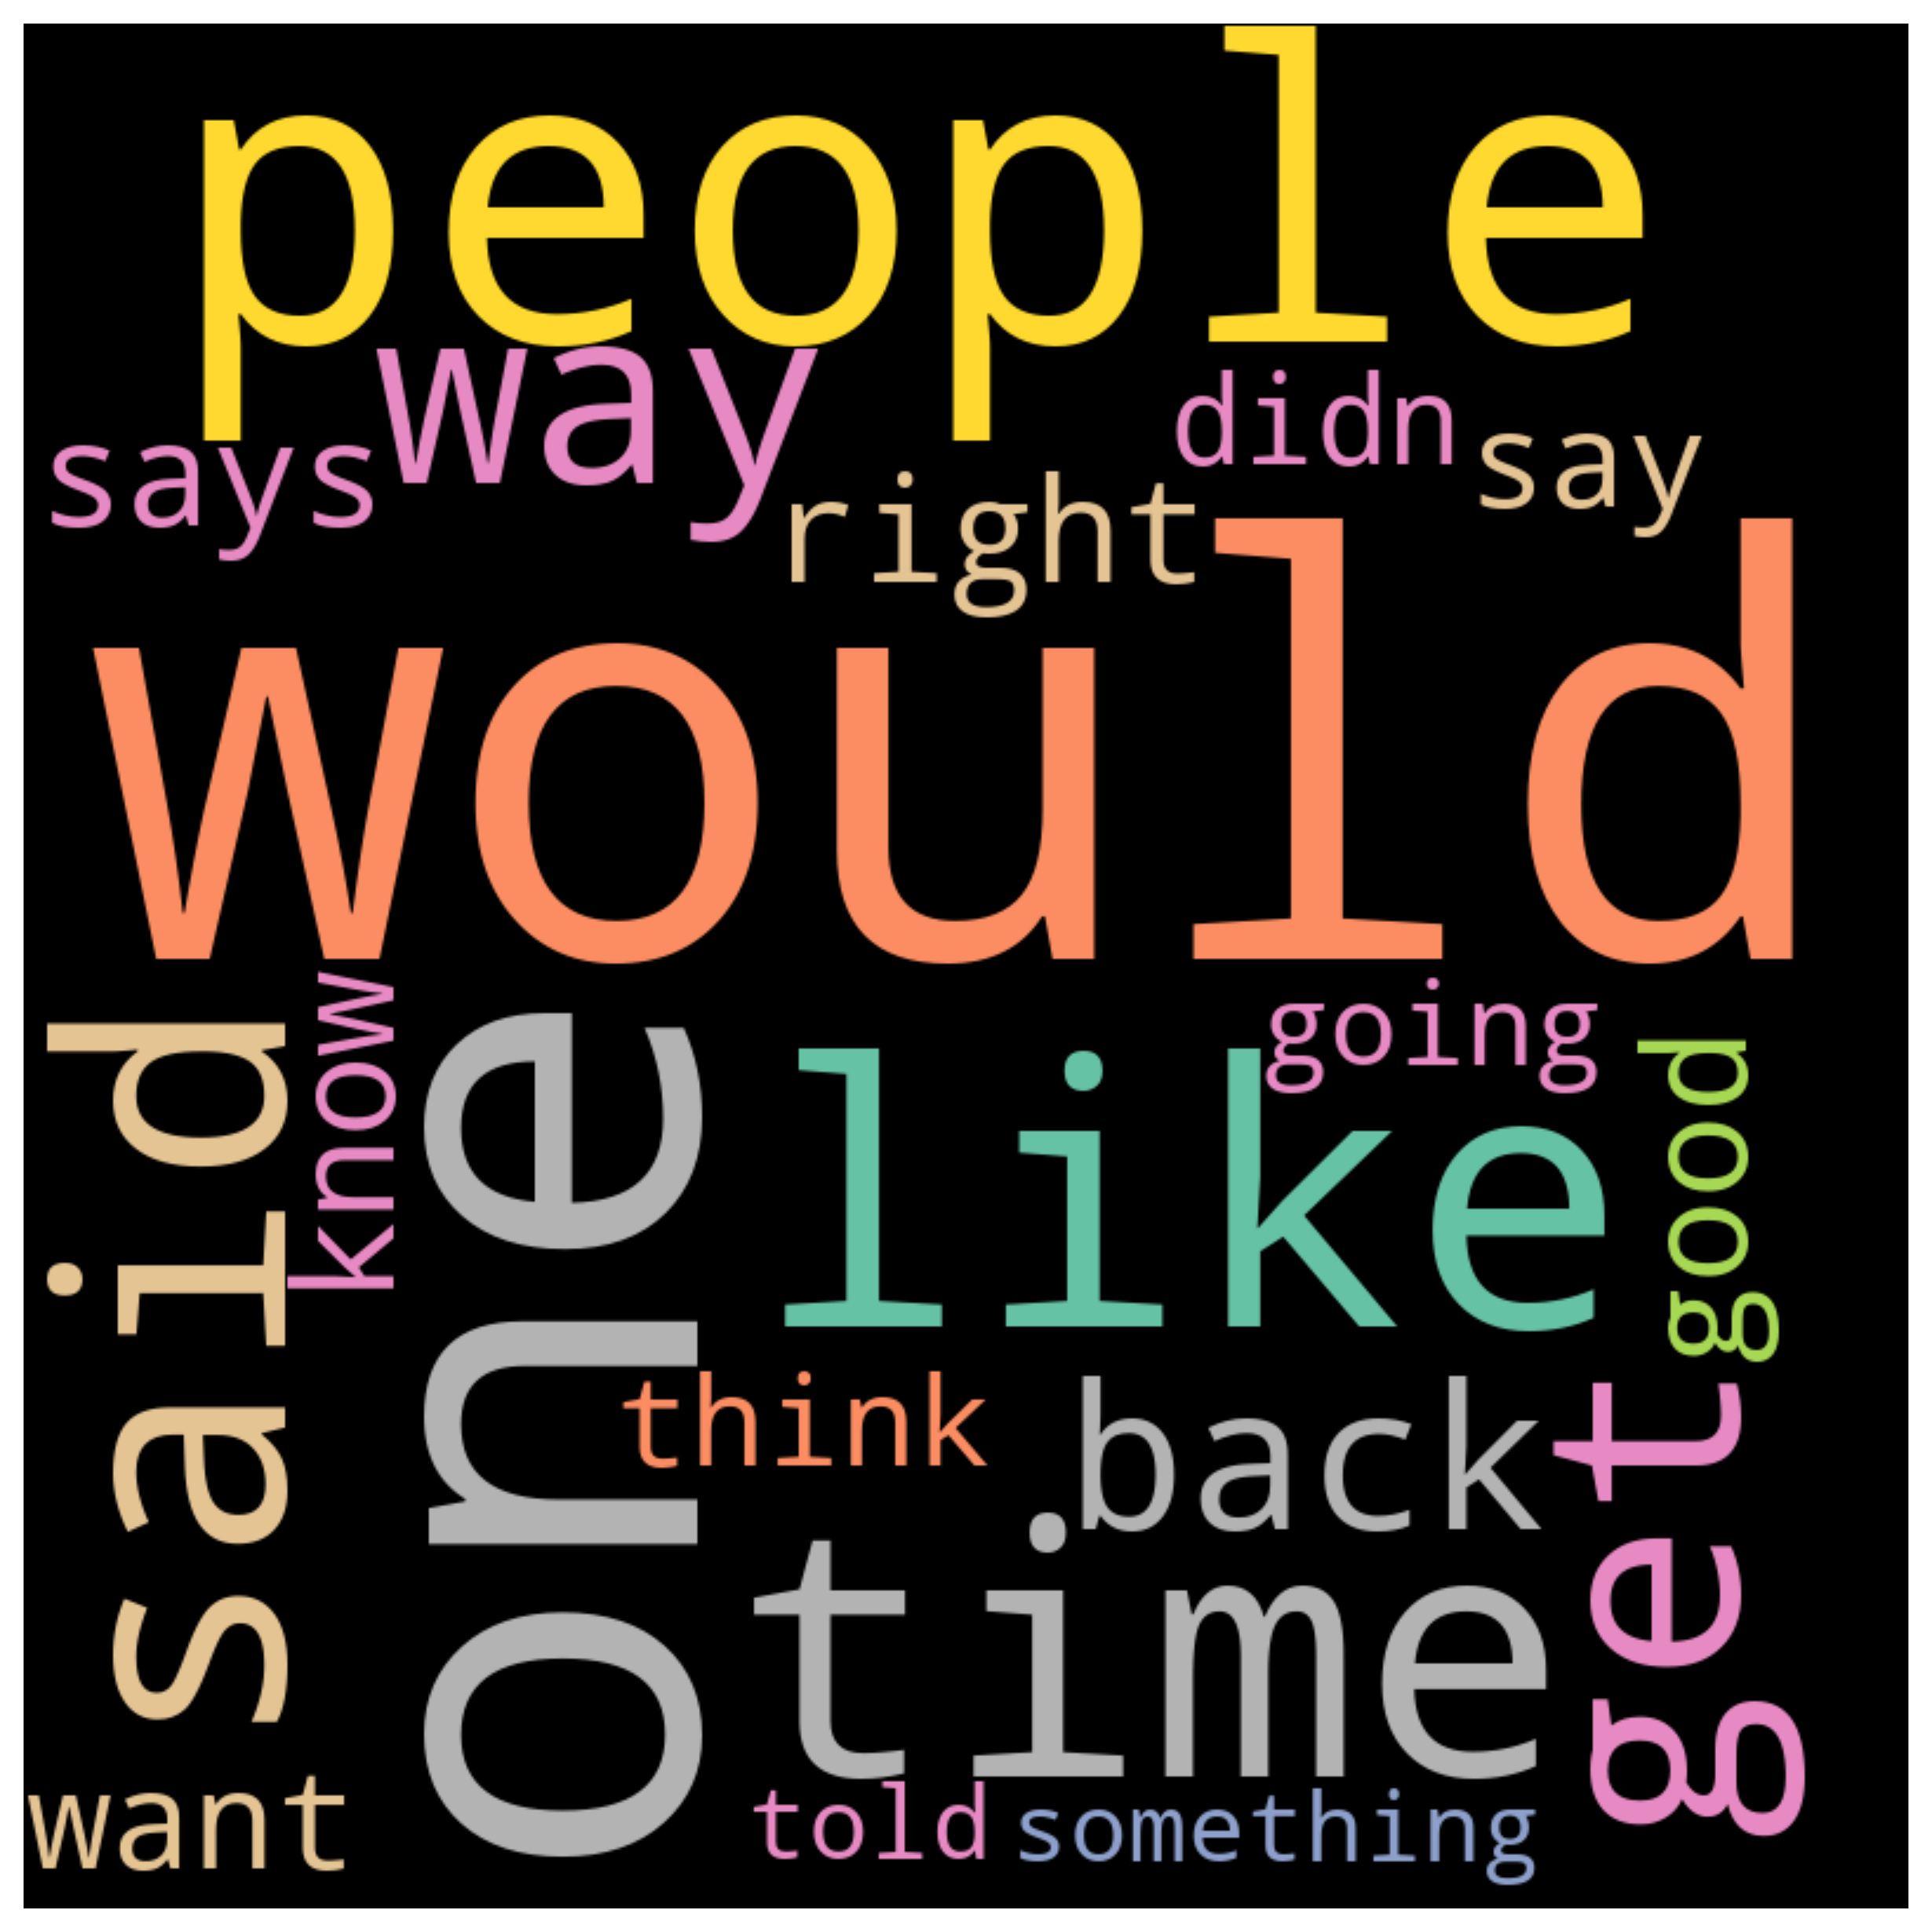 people
way
didn
says
say
right
would
know
going
said
one
like
good
think
back
get
time
want
told
something